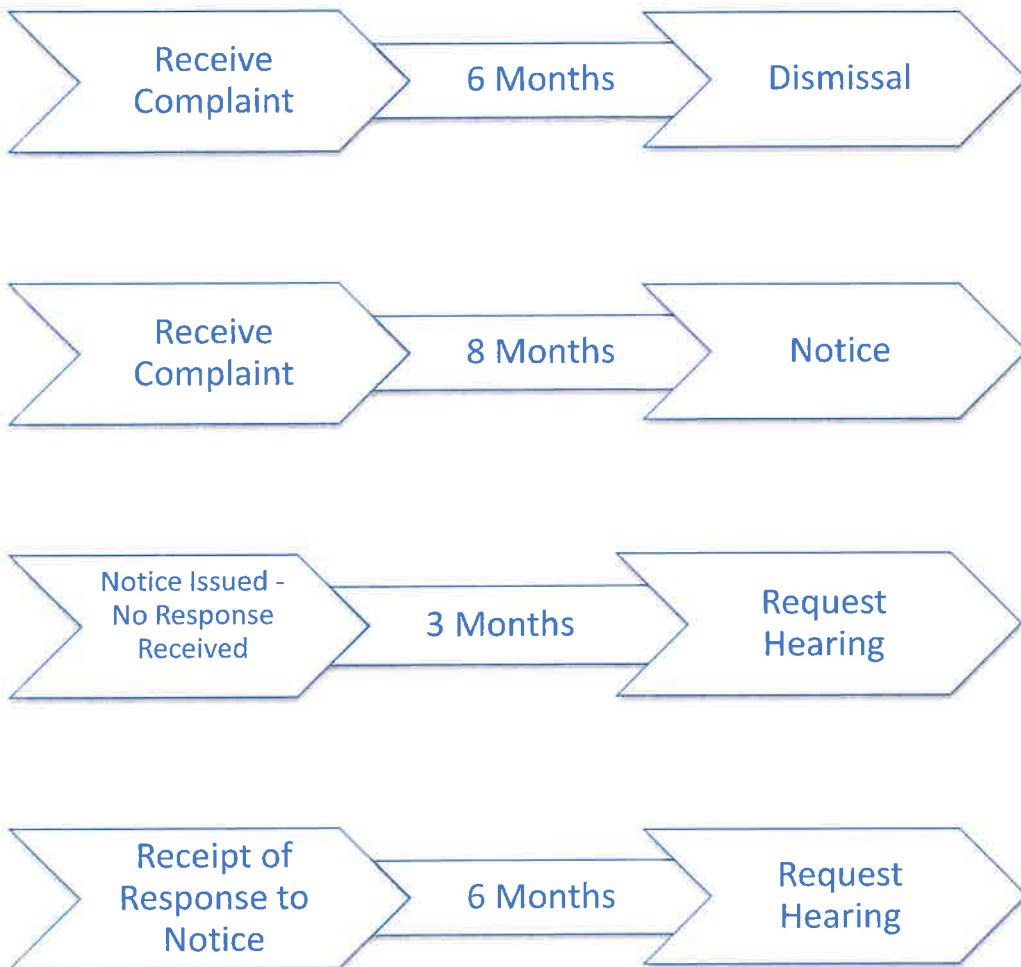 Receive
Complaint
6 Months
Dismissal
Receive
Complaint
8 Months
Notice
Notice Issued -
No Response
Received
3 Months
Request
Hearing
Receipt of
Response to
Notice
6 Months
Request
Hearing